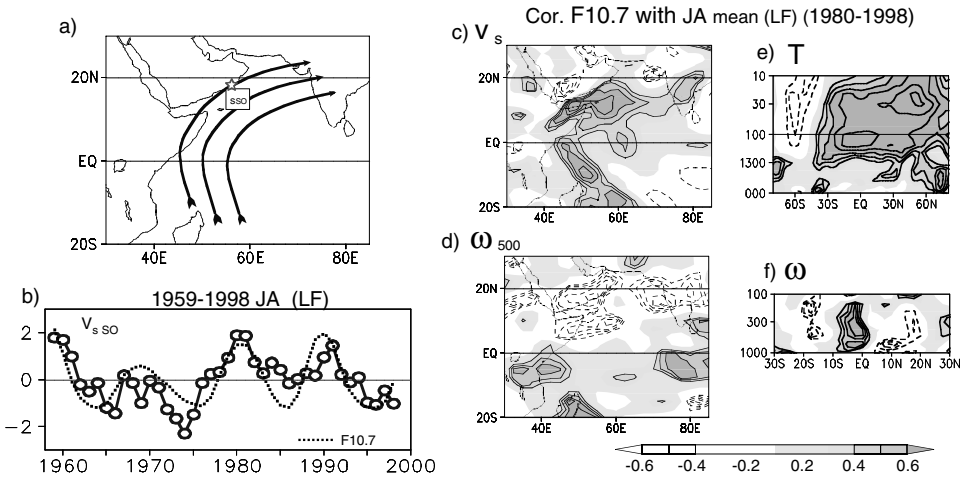 Cor. F10.7 with JA mean (LF) (1980-1998)
a)
20N
EQ
20S
40E 60E 80E
SSO
b) 1959-1998 JA (LF)
Vs SO
2
0
−2
F10.7
1960 1970 1980 1990 2000
c) Vs
20N
EQ
20S
40E 60E 80E
d) ω 500
20N
EQ
20S
40E 60E 80E
e) T
10
30
100
1300
000
60S 30S EQ 30N 60N
f) ω
100
300
1000
30S 20S 10S EQ 10N 20N 30N
-0.6 -0.4 -0.2 0.2 0.4 0.6